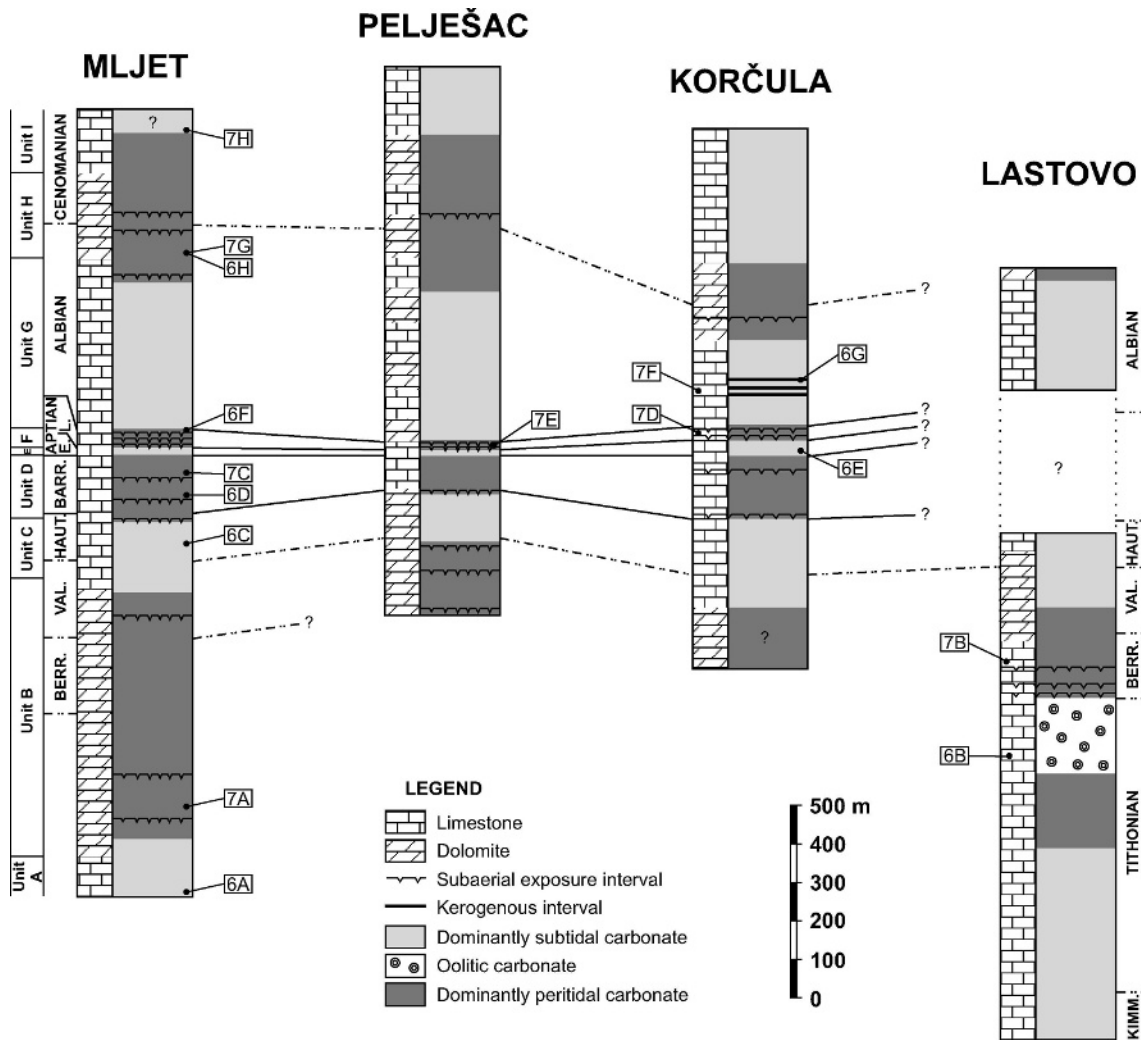 PELJEŠAC
MLJET
KORČULA
LASTOVO
Unit I
Unit H
Unit G
F
E
Unit D
Unit C
Unit B
Unit
A
CENOMANIAN
ALBIAN
APTIAN
E.
L.
BARR.
HAUT.
VAL.
BERR.
?
7H
7G
6H
6F
7C
6D
6C
?
7A
6A
7E
?
7F
6G
7D
?
?
?
6E
?
?
?
7B
6B
ALBIAN
HAUT.
VAL.
BERR.
TITHONIAN
KIMM.
LEGEND
Limestone
Dolomite
Subaerial exposure interval
Kerogenous interval
Dominantly subtidal carbonate
Oolitic carbonate
Dominantly peritidal carbonate
500 m
400
300
200
100
0